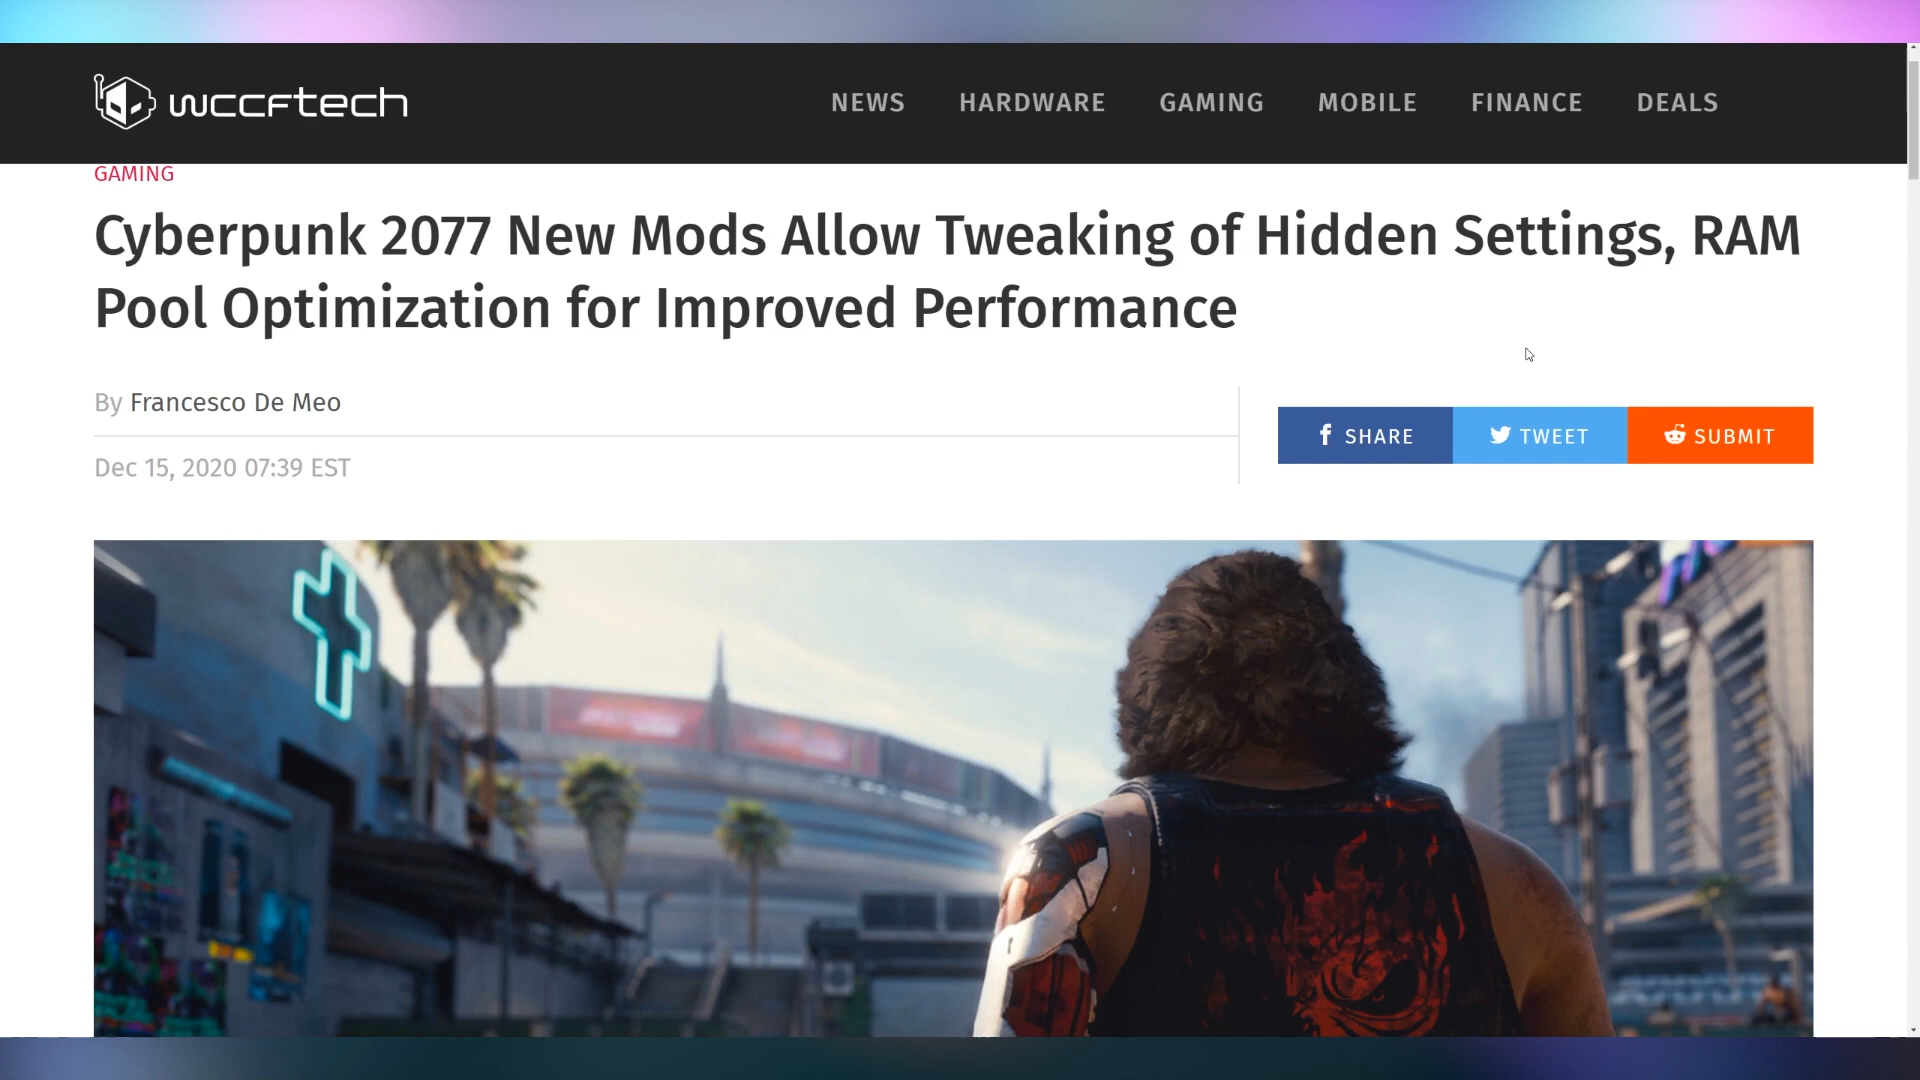 wccftech
NEWS HARDWARE GAMING MOBILE FINANCE DEALS
GAMING
Cyberpunk 2077 New Mods Allow Tweaking of Hidden Settings, RAM
Pool Optimization for Improved Performance
By Francesco De Meo
SHARE TWEET SUBMIT
Dec 15, 2020 07:39 EST